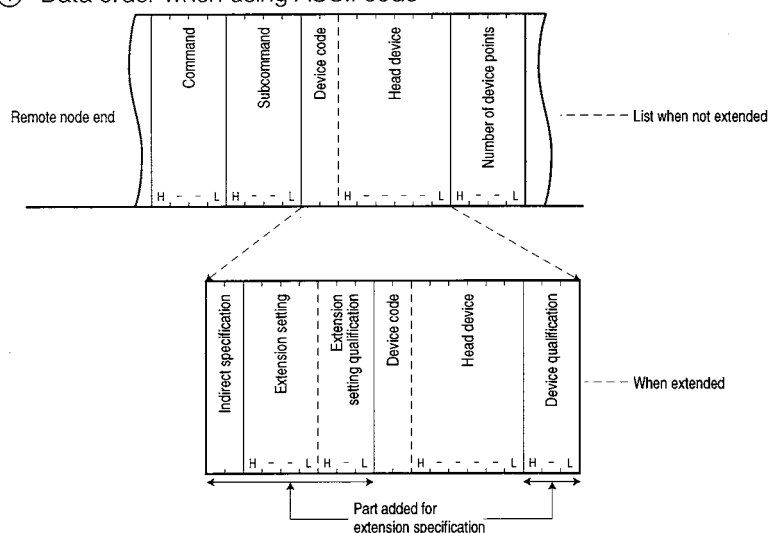 ④ Data order when using ASCII code
Remote node end
Command
Subcommand
Device code
Head device
Number of device points
H - - L
H - - L
H - - - - L
H - - L
List when not extended
Indirect specification
Extension setting
Extension
setting qualification
Device code
Head device
Device qualification
H - - L
H - L
H - - - - L
H - L
When extended
Part added for
extension specification